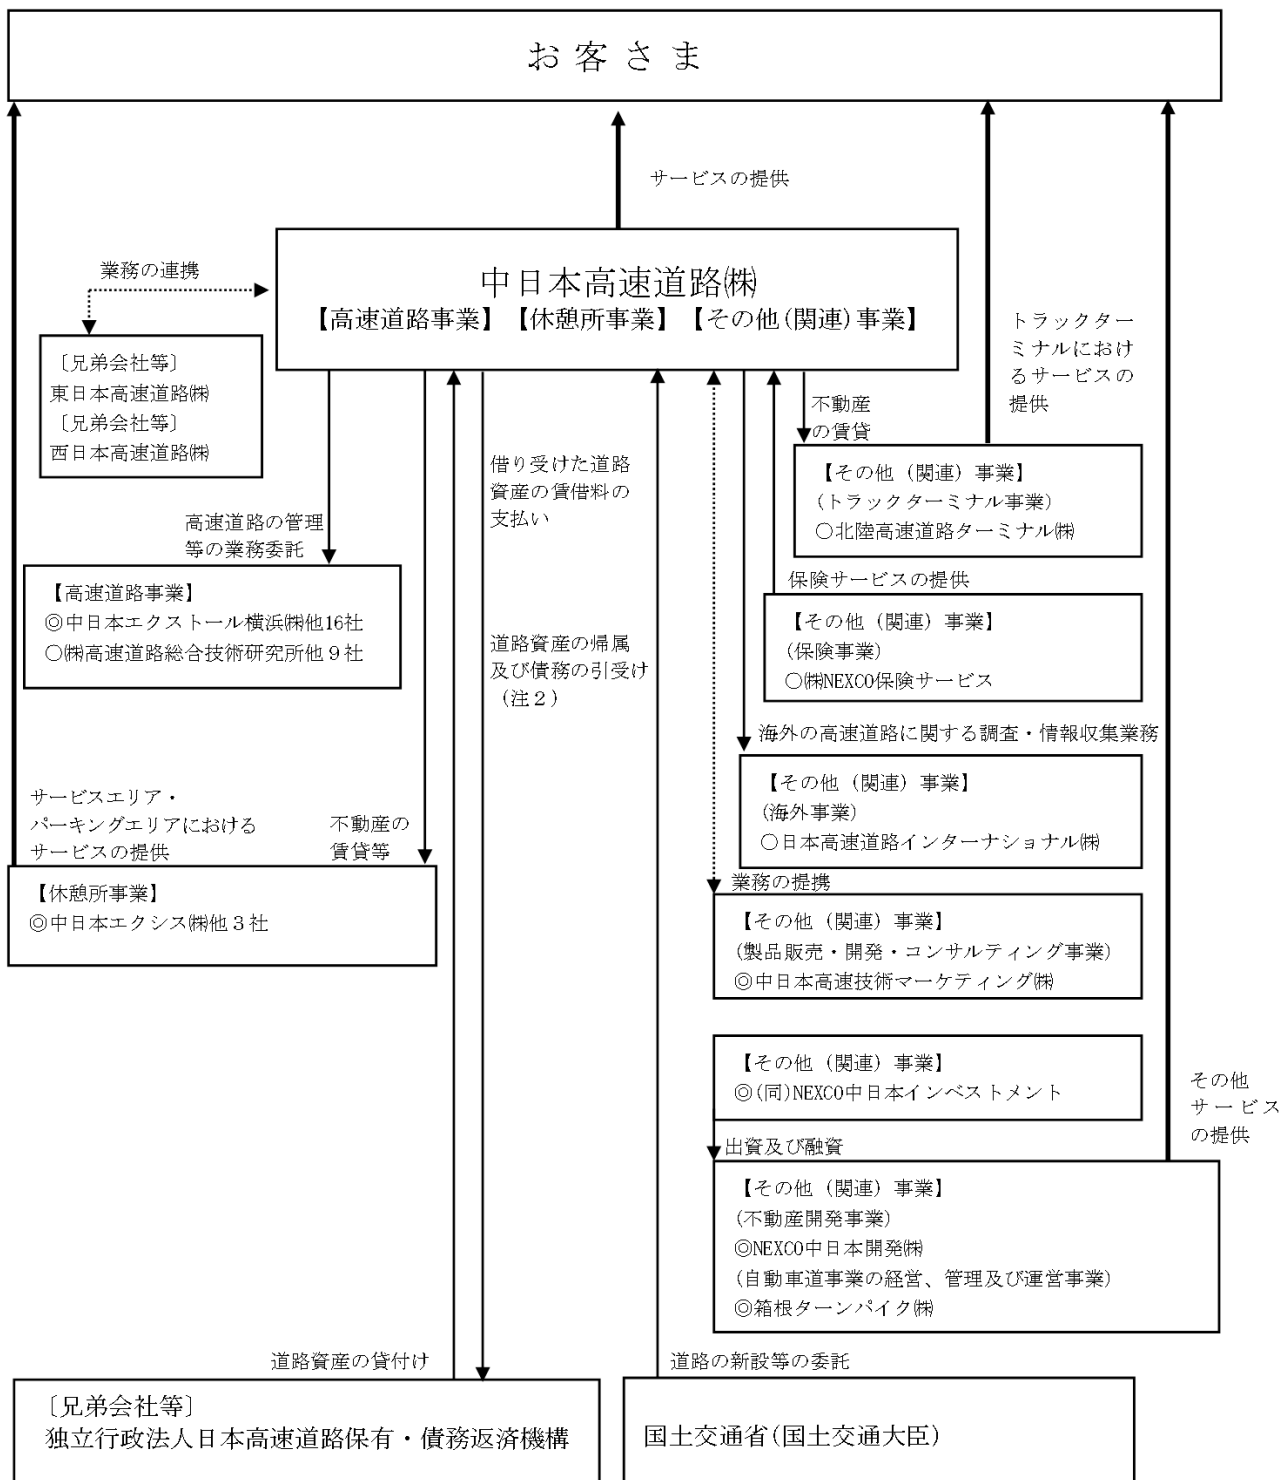 お客さま
サービスの提供
中日本高速道路㈱
【高速道路事業】【休憩所事業】【その他(関連)事業】
業務の連携
〔兄弟会社等〕
東日本高速道路㈱
〔兄弟会社等〕
西日本高速道路㈱
トラックター
ミナルにおけ
るサービスの
提供
不動産
の賃貸
【その他(関連)事業】
(トラックターミナル事業)
○北陸高速道路ターミナル㈱
借り受けた道路
資産の賃借料の
支払い
高速道路の管理
等の業務委託
【高速道路事業】
◎中日本エクストール横浜㈱他16社
○㈱高速道路総合技術研究所他9社
保険サービスの提供
【その他(関連)事業】
(保険事業)
○㈱NEXCO保険サービス
道路資産の帰属
及び債務の引受け
(注2)
海外の高速道路に関する調査・情報収集業務
【その他(関連)事業】
(海外事業)
○日本高速道路インターナショナル㈱
サービスエリア・
パーキングエリアにおける
サービスの提供
不動産の
賃貸等
【休憩所事業】
◎中日本エクシス㈱他3社
業務の提携
【その他(関連)事業】
(製品販売・開発・コンサルティング事業)
◎中日本高速技術マーケティング㈱
【その他(関連)事業】
◎(同)NEXCO中日本インベストメント
その他
サービス
の提供
出資及び融資
【その他(関連)事業】
(不動産開発事業)
◎NEXCO中日本開発㈱
(自動車道事業の経営、管理及び運営事業)
◎箱根ターンパイク㈱
道路資産の貸付け
道路の新設等の委託
〔兄弟会社等〕
独立行政法人日本高速道路保有・債務返済機構
国土交通省(国土交通大臣)